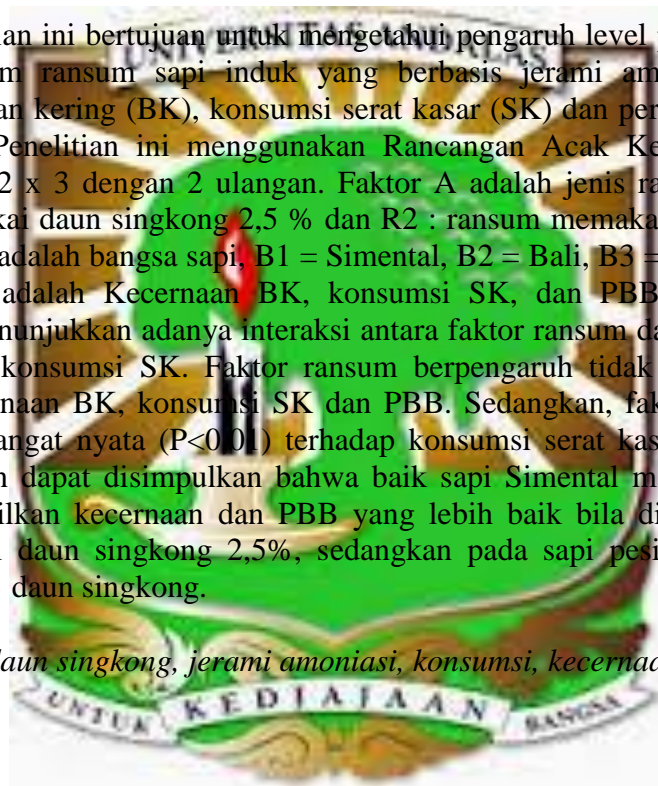 UNIVERSITAS ANDALAS
ian ini bertujuan untuk mengetahui pengaruh level
m ransum sapi induk yang berbasis jerami am
an kering (BK), konsumsi serat kasar (SK) dan per
Penelitian ini menggunakan Rancangan Acak Ke
2 x 3 dengan 2 ulangan. Faktor A adalah jenis ra
kai daun singkong 2,5 % dan R2 : ransum memaka
adalah bangsa sapi, B1 = Simental, B2 = Bali, B3 =
adalah Kecernaan BK, konsumsi SK, dan PBB
nunjukkan adanya interaksi antara faktor ransum da
konsumsi SK. Faktor ransum berpengaruh tidak
naan BK, konsumsi SK dan PBB. Sedangkan, fak
angat nyata (P<0,01) terhadap konsumsi serat kas
n dapat disimpulkan bahwa baik sapi Simental m
ilkan kecernaan dan PBB yang lebih baik bila di
daun singkong 2,5%, sedangkan pada sapi pesi
daun singkong.
daun singkong, jerami amoniasi, konsumsi, kecernaa
UNTUK KEDJAJAAN BANGSA